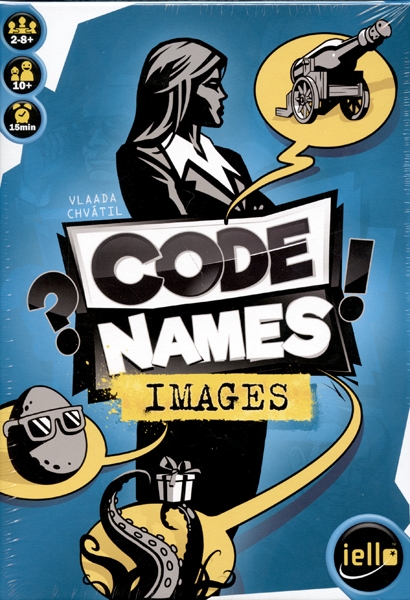 2-8+
10+
15min
VLAADA
CHVÁTIL
CODE
NAMES
?
!
IMAGES
iello